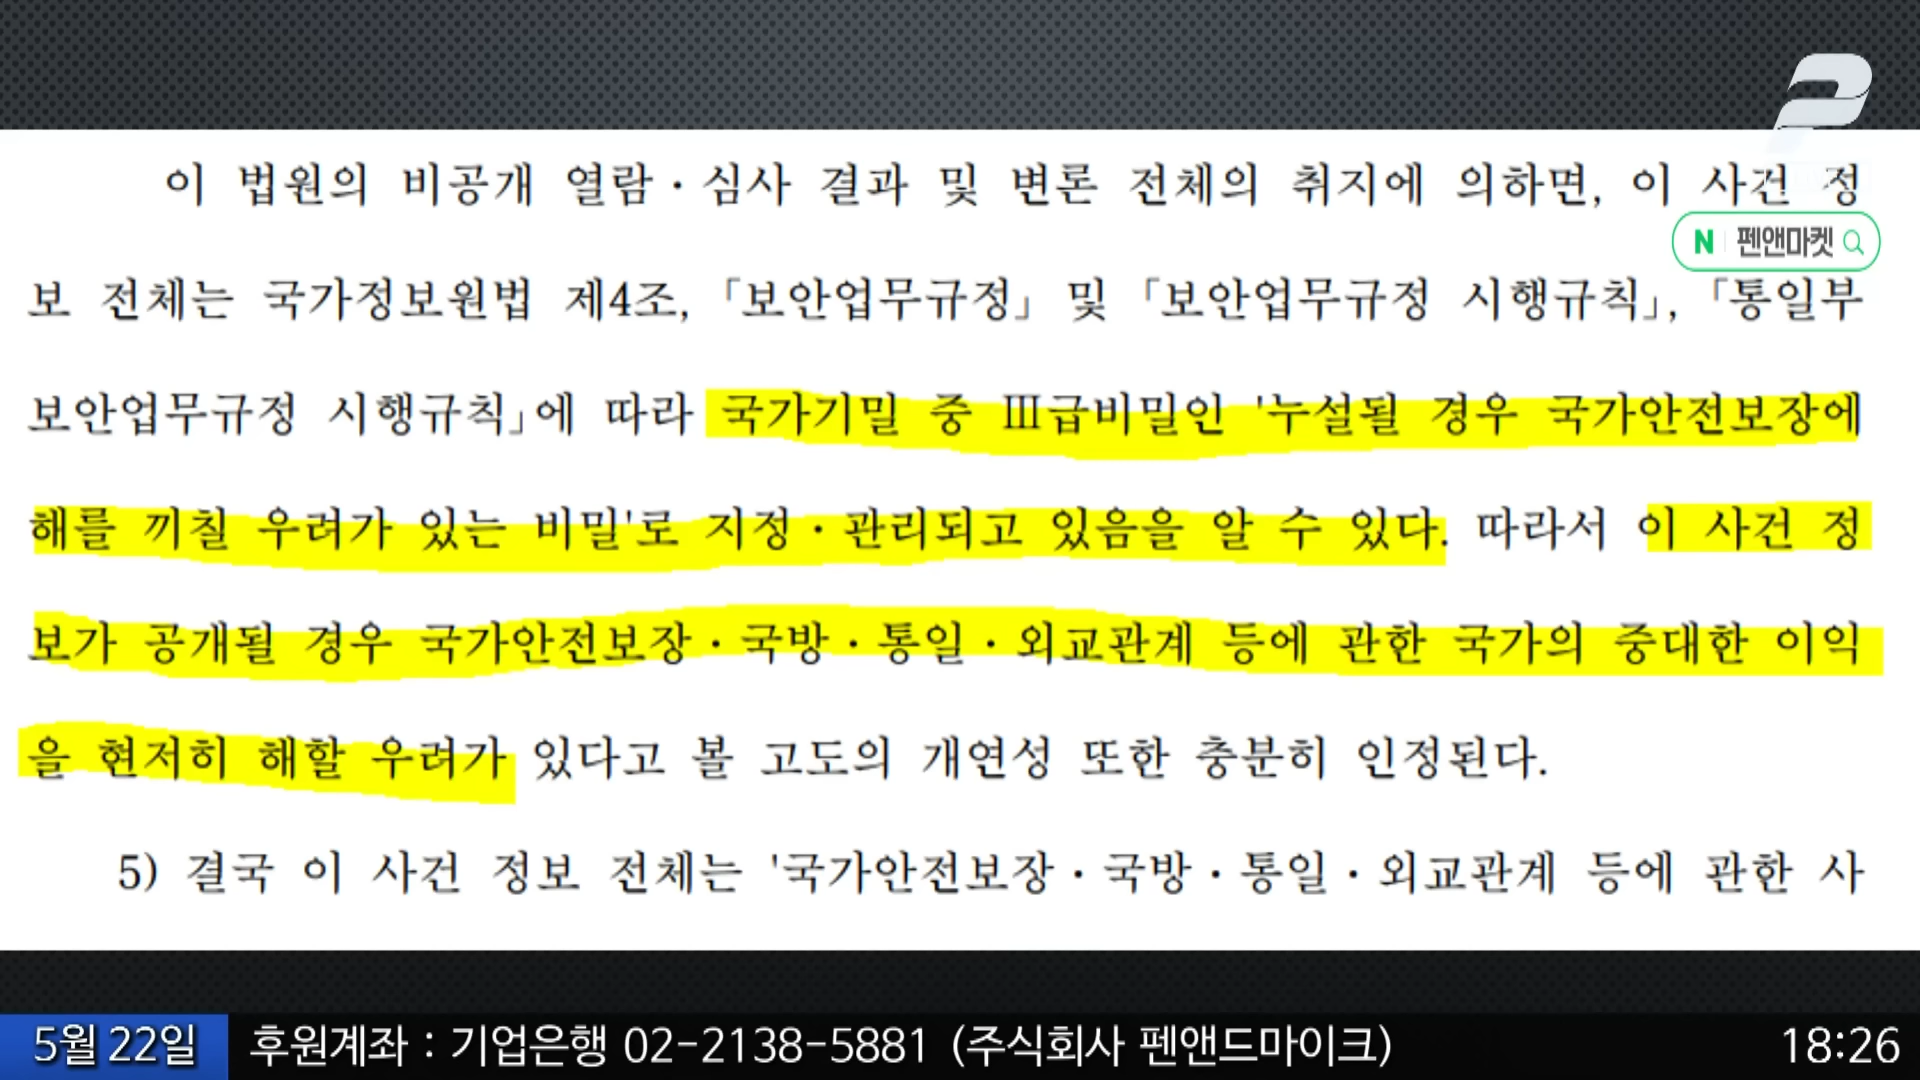 이 법원의 비공개 열람·심사 결과 및 변론 전체의 취지에 의하면, 이 사건 정
N 펜앤마켓
보 전체는 국가정보원법 제4조, 「보안업무규정」 및 「보안업무규정 시행규칙」, 「통일부
보안업무규정 시행규칙」에 따라 국가기밀 중 Ⅲ급비밀인 '누설될 경우 국가안전보장에
해를 끼칠 우려가 있는 비밀'로 지정·관리되고 있음을 알 수 있다. 따라서 이 사건 정
보가 공개될 경우 국가안전보장·국방·통일·외교관계 등에 관한 국가의 중대한 이익
을 현저히 해할 우려가 있다고 볼 고도의 개연성 또한 충분히 인정된다.
5) 결국 이 사건 정보 전체는 '국가안전보장·국방·통일·외교관계 등에 관한 사
5월 22일 후원계좌 : 기업은행 02-2138-5881 (주식회사 펜앤드마이크) 18:26